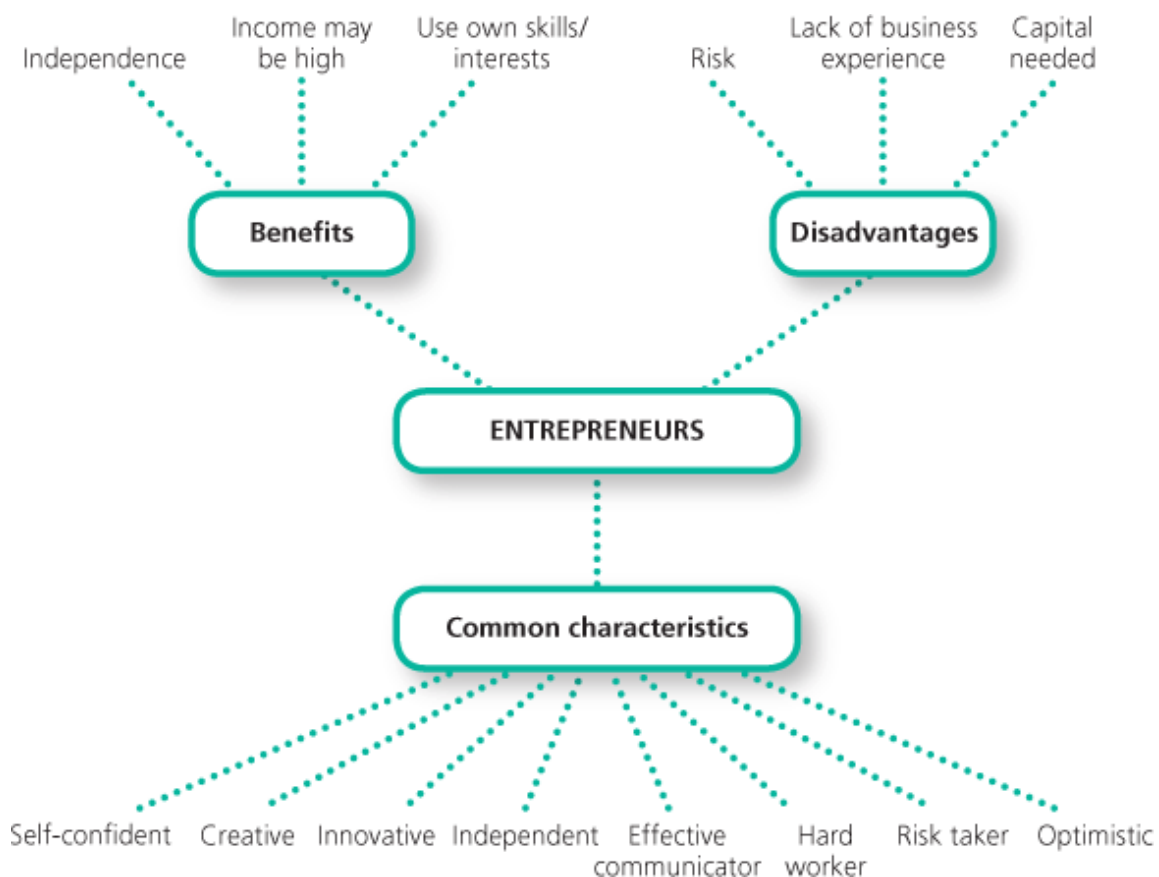 Independence
Income may
be high
Use own skills/
interests
Risk
Lack of business
experience
Capital
needed
Benefits
Disadvantages
ENTREPRENEURS
Common characteristics
Self-confident
Creative
Innovative
Independent
Effective
communicator
Hard
worker
Risk taker
Optimistic